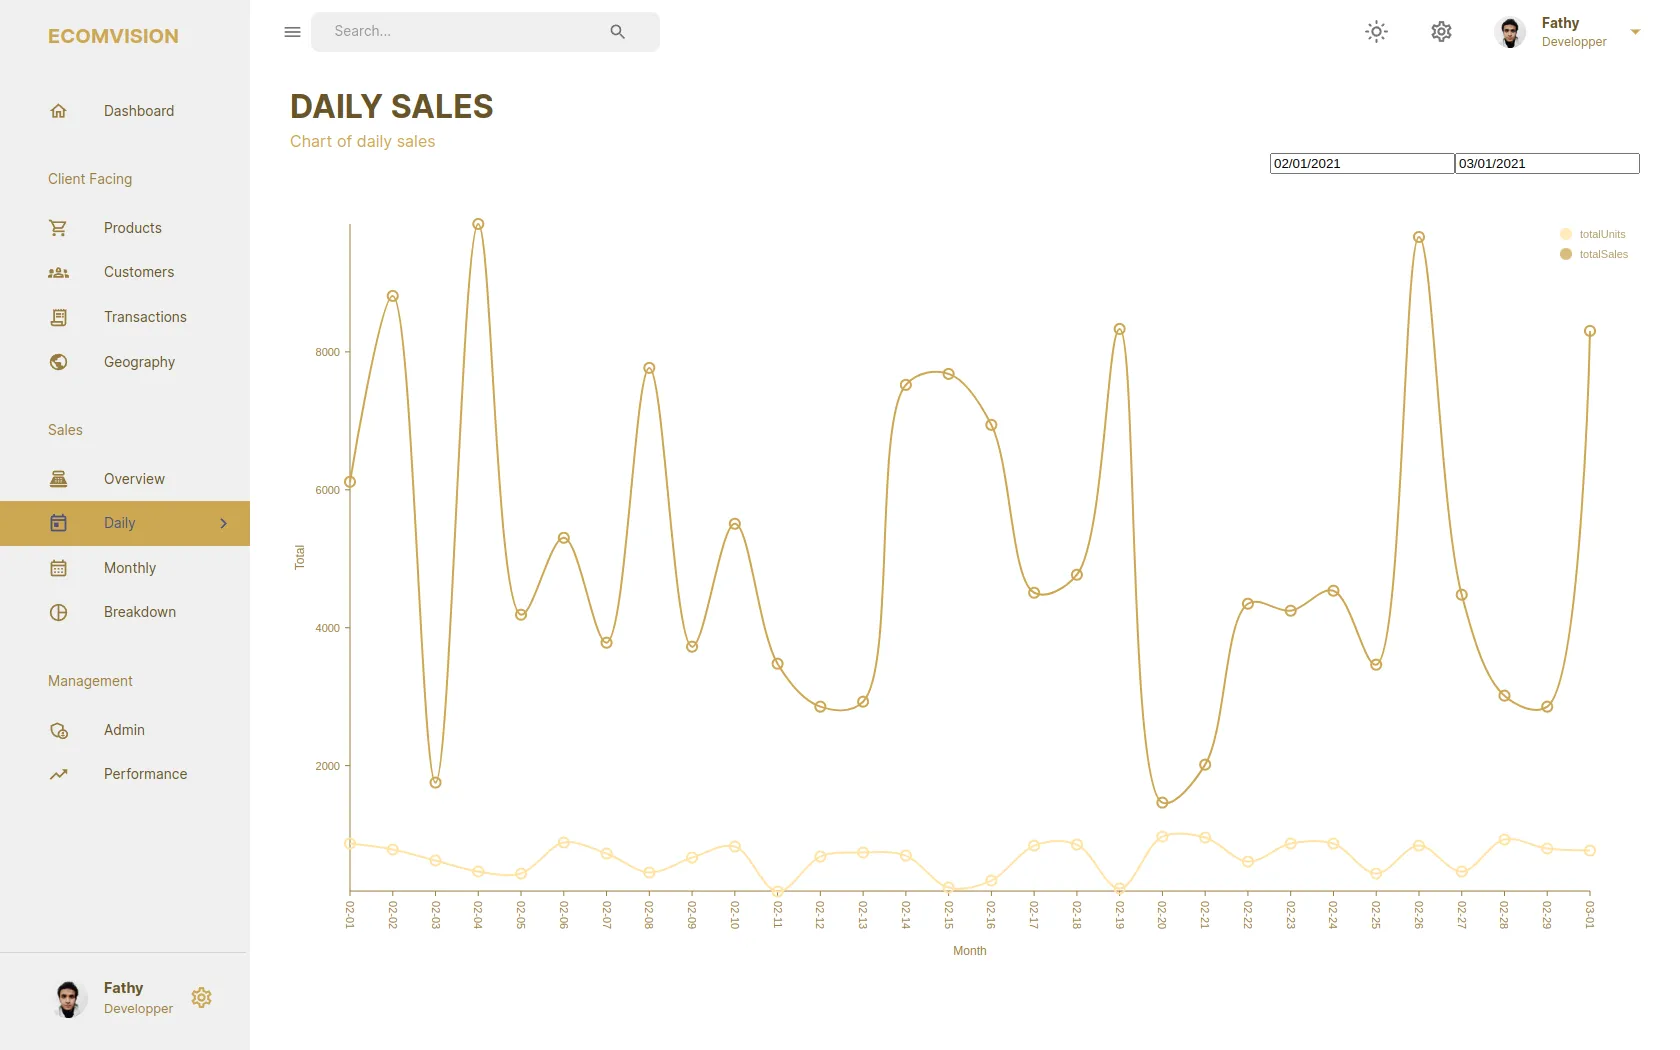 ECOMVISION
Dashboard
Client Facing
Products
Customers
Transactions
Geography
Sales
Overview
Daily
Monthly
Breakdown
Management
Admin
Performance
Fathy
Developper
Search...
Fathy
Developper
DAILY SALES
Chart of daily sales
02/01/2021 03/01/2021
totalUnits
totalSales
8000
6000
4000
2000
Total
02-01 02-02 02-03 02-04 02-05 02-06 02-07 02-08 02-09 02-10 02-11 02-12 02-13 02-14 02-15 02-16 02-17 02-18 02-19 02-20 02-21 02-22 02-23 02-24 02-25 02-26 02-27 02-28 02-29 03-01
Month